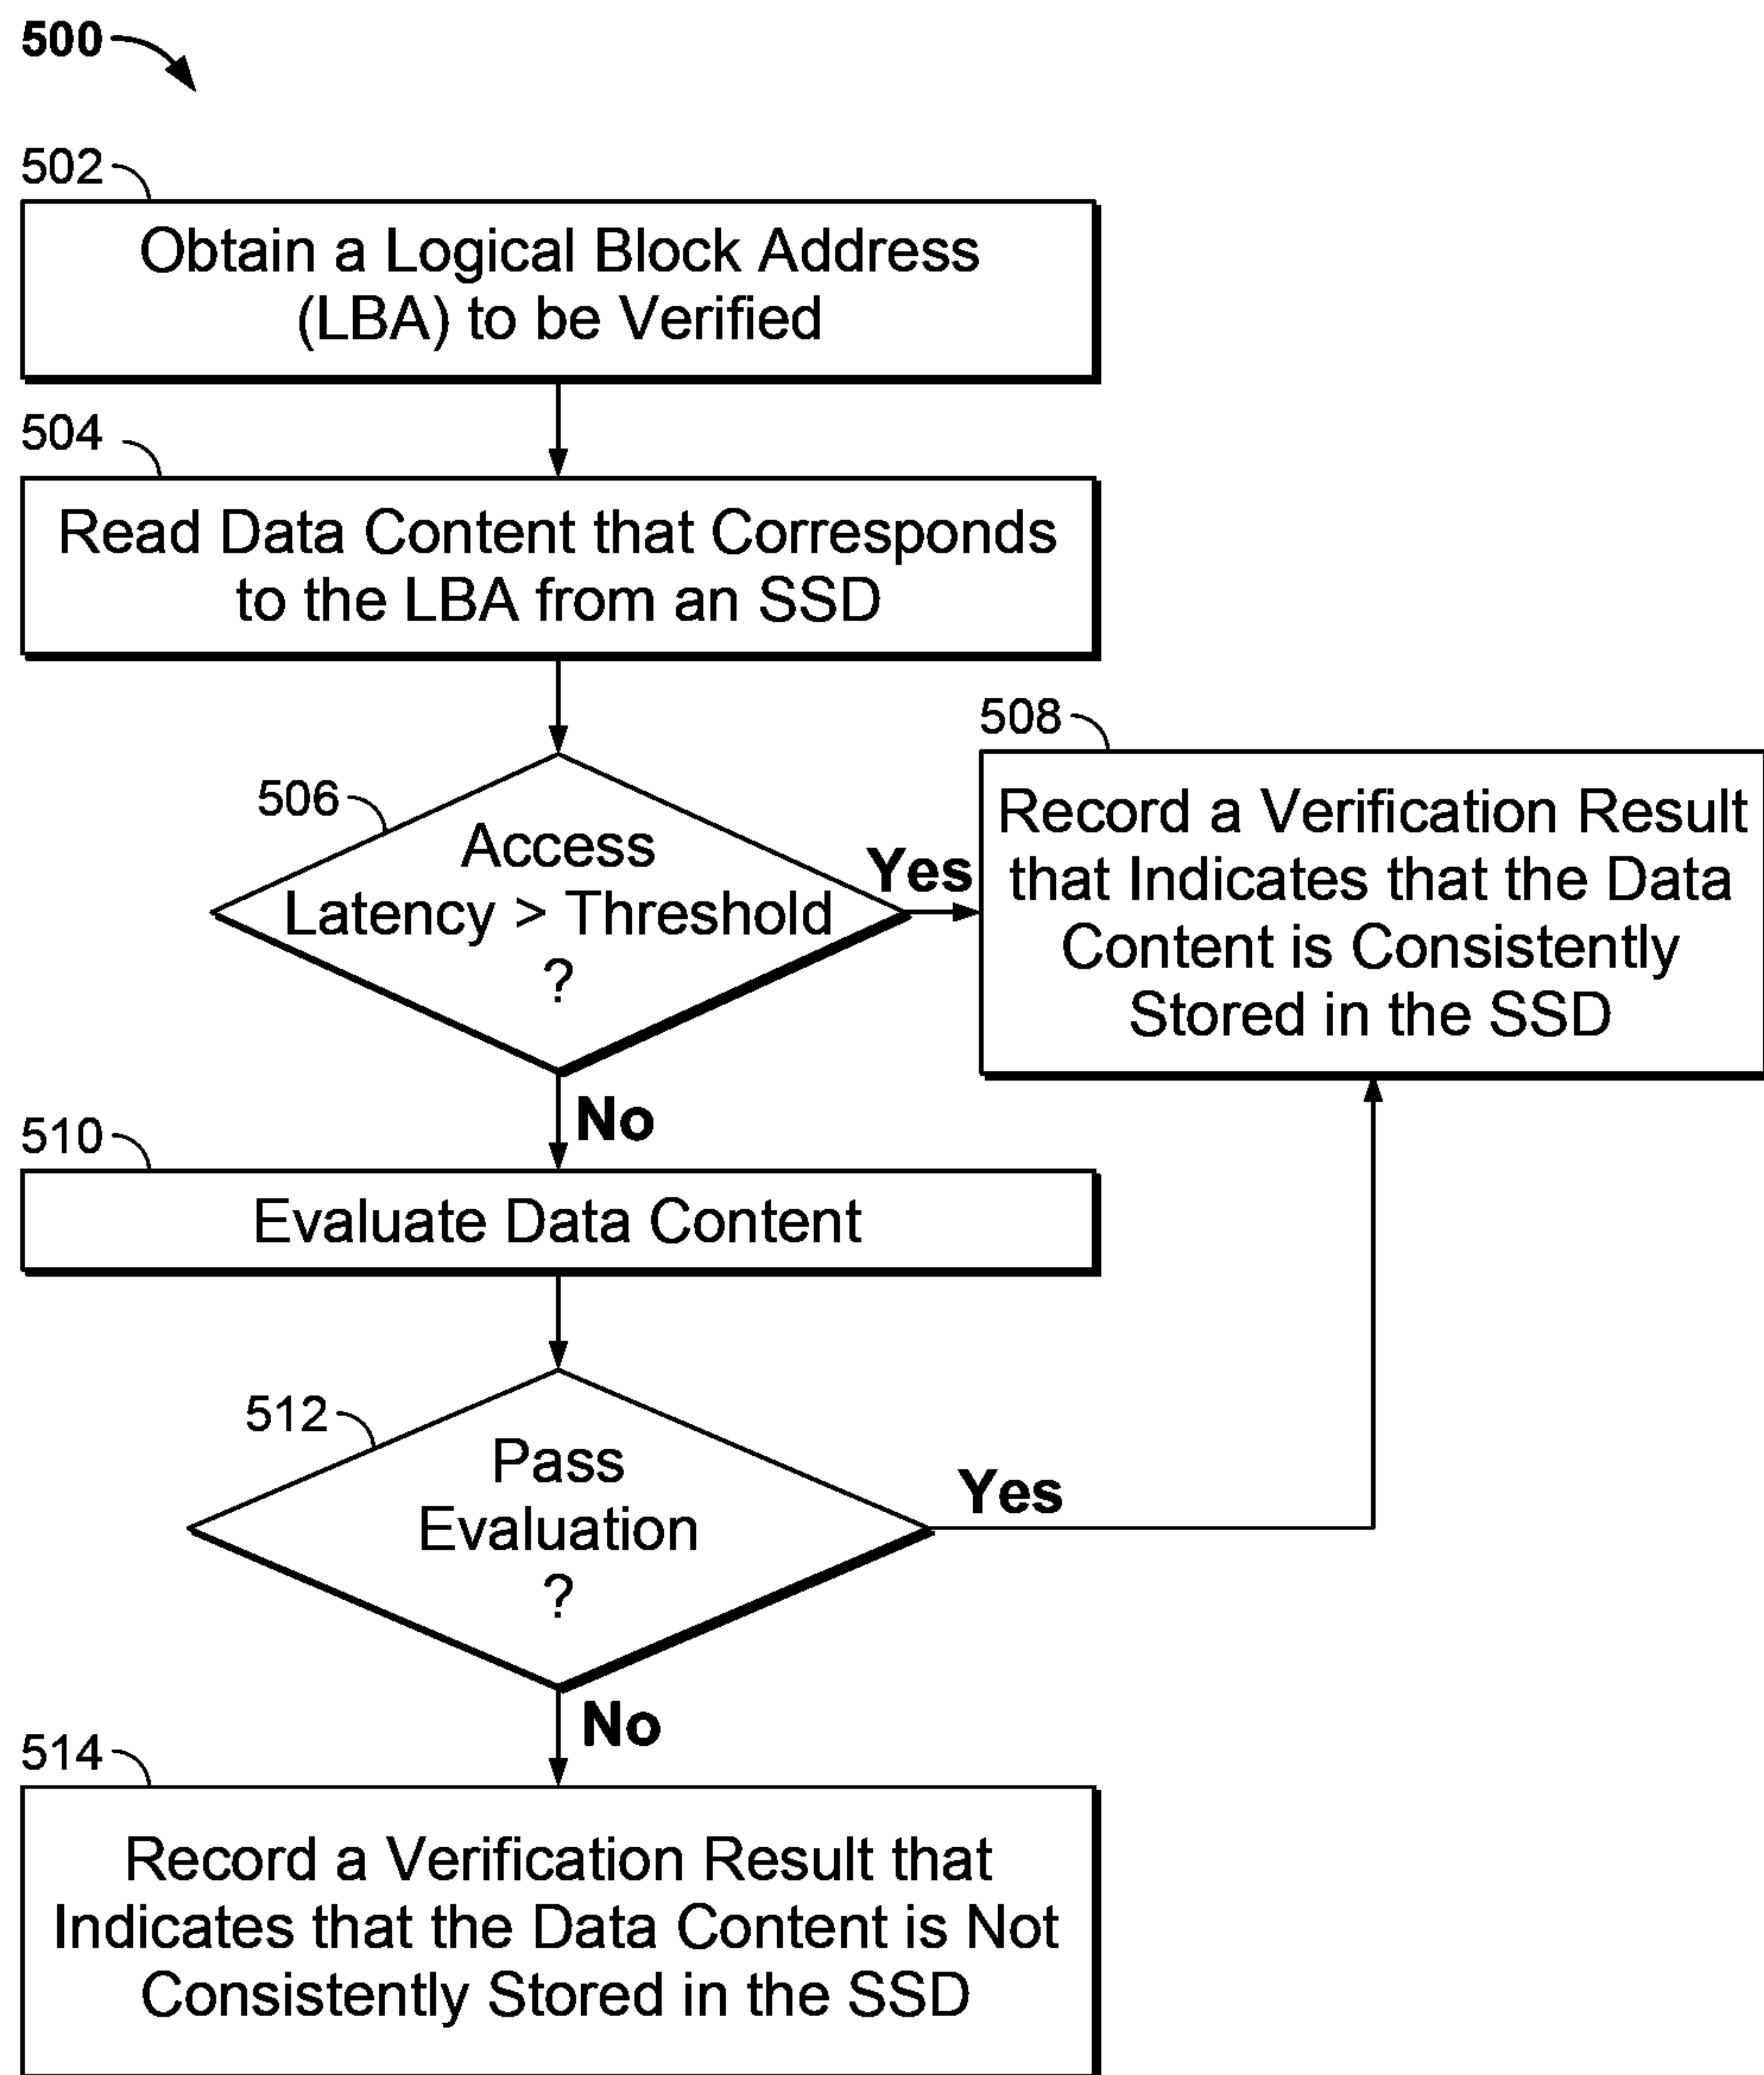 500
502
Obtain a Logical Block Address
(LBA) to be Verified
504
Read Data Content that Corresponds
to the LBA from an SSD
506
Access
Latency > Threshold
?
Yes
508
Record a Verification Result
that Indicates that the Data
Content is Consistently
Stored in the SSD
No
510
Evaluate Data Content
512
Pass
Evaluation
?
Yes
No
514
Record a Verification Result that
Indicates that the Data Content is Not
Consistently Stored in the SSD